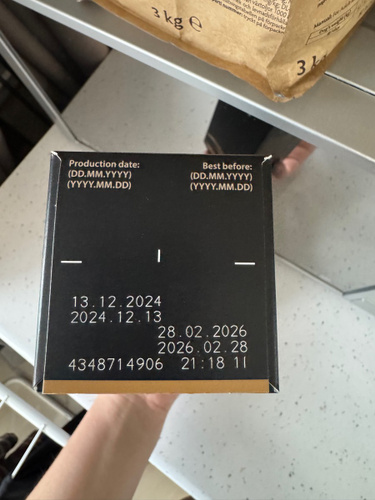 3 kg e
3 k
Production date:
(DD.MM.YYYY)
(YYYY.MM.DD)
Best before:
(DD.MM.YYYY)
(YYYY.MM.DD)
13.12.2024
2024.12.13
28.02.2026
2026.02.28
4348714906 21:18 11